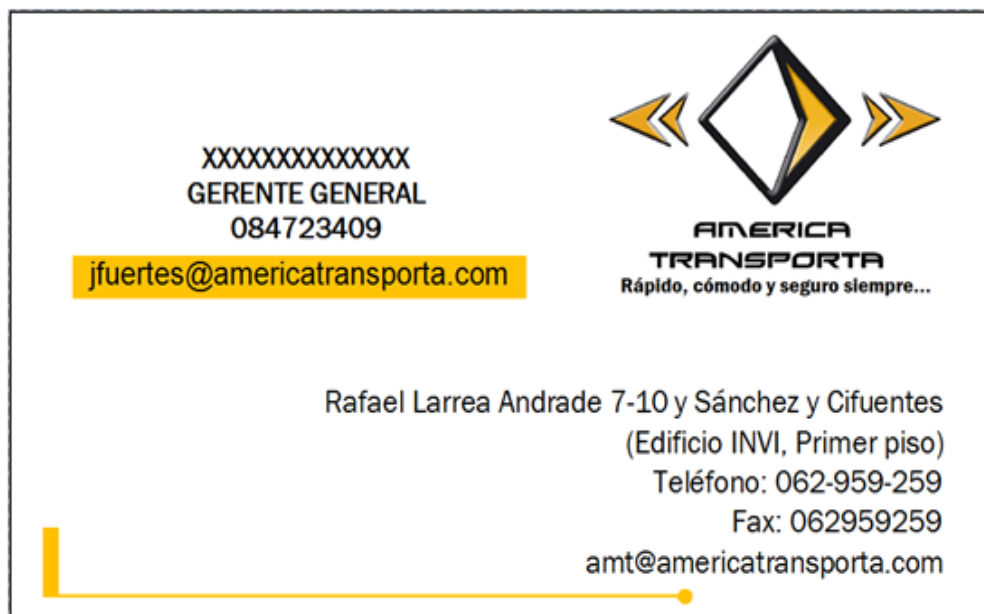 XXXXXXXXXXXXXX
GERENTE GENERAL
084723409
jfuertes@americatransporta.com
AMERICA
TRANSPORTA
Rápido, cómodo y seguro siempre...
Rafael Larrea Andrade 7-10 y Sánchez y Cifuentes
(Edificio INVI, Primer piso)
Teléfono: 062-959-259
Fax: 062959259
amt@americatransporta.com